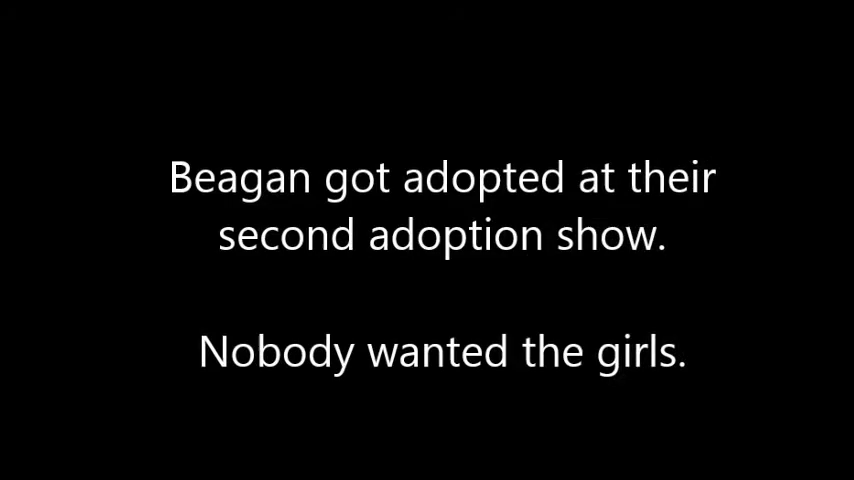 Beagan got adopted at their
second adoption show.
Nobody wanted the girls.